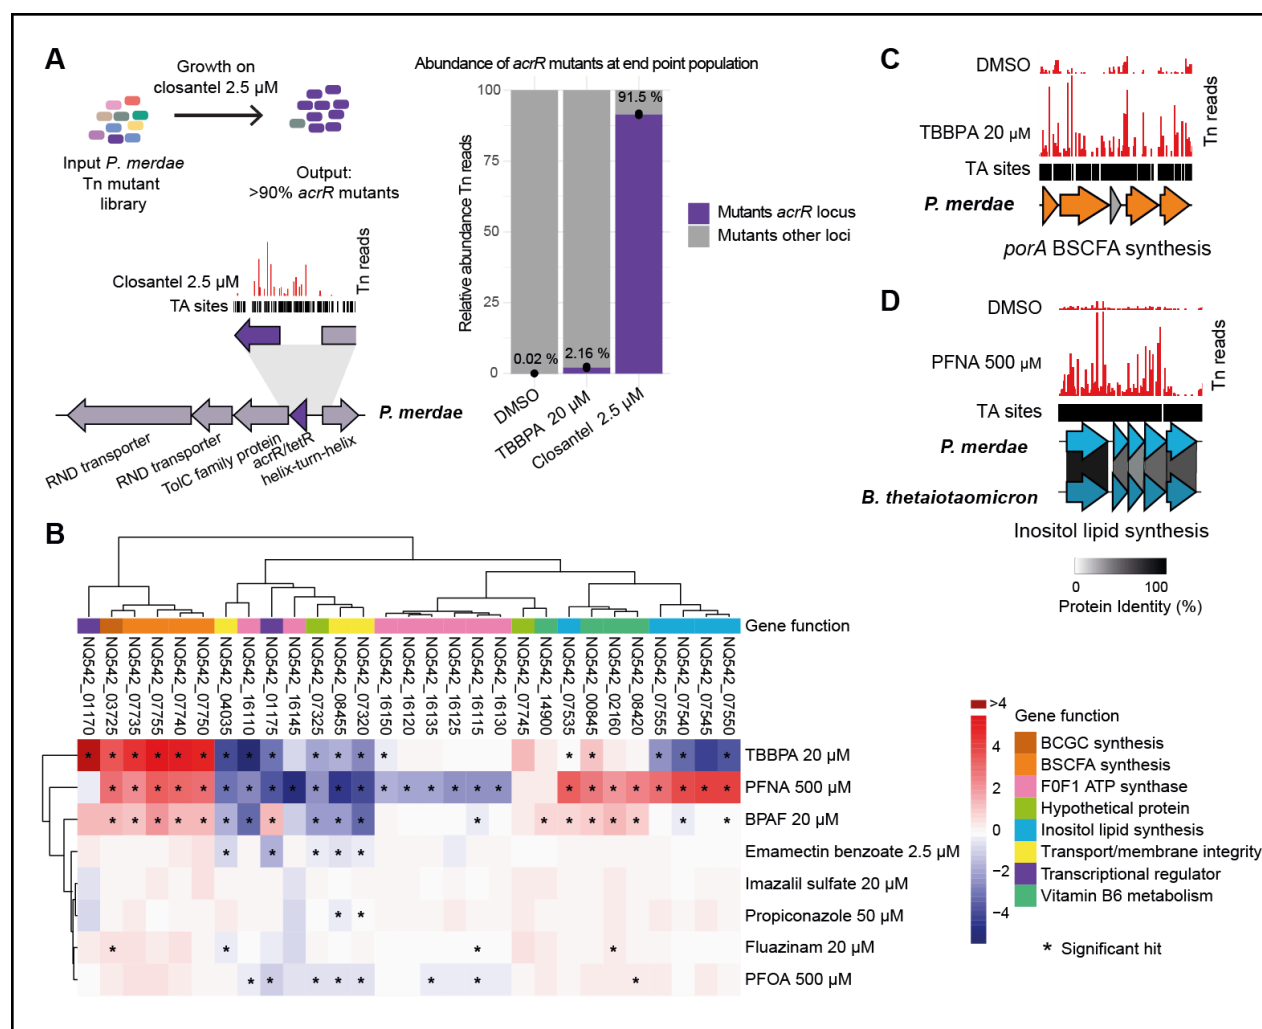 A
Growth on
closantel 2.5 µM
Input P. merdae
Tn mutant
library
Output:
>90% acrR mutants
Closantel 2.5 µM
TA sites
Tn reads
P. merdae
RND transporter
RND transporter
TolC family protein
acrR/tetR
helix-turn-helix
Abundance of acrR mutants at end point population
Relative abundance Tn reads
100
75
50
25
0
0.02 %
2.16 %
91.5 %
DMSO
TBBPA 20 µM
Closantel 2.5 µM
Mutants acrR locus
Mutants other loci
C
DMSO
TBBPA 20 µM
Tn reads
TA sites
P. merdae
porA BSCFA synthesis
D
DMSO
PFNA 500 µM
Tn reads
TA sites
P. merdae
B. thetaiotaomicron
Inositol lipid synthesis
0
100
Protein Identity (%)
B
Gene function
NQ542_01170
NQ542_03725
NQ542_07735
NQ542_07755
NQ542_07740
NQ542_07750
NQ542_04035
NQ542_16110
NQ542_01175
NQ542_16145
NQ542_07325
NQ542_08455
NQ542_07320
NQ542_16150
NQ542_16120
NQ542_16135
NQ542_16125
NQ542_16115
NQ542_16130
NQ542_07745
NQ542_14900
NQ542_07535
NQ542_00845
NQ542_02160
NQ542_08420
NQ542_07555
NQ542_07540
NQ542_07545
NQ542_07550
TBBPA 20 µM
PFNA 500 µM
BPAF 20 µM
Emamectin benzoate 2.5 µM
Imazalil sulfate 20 µM
Propiconazole 50 µM
Fluazinam 20 µM
PFOA 500 µM
>4
4
2
0
−2
−4
Gene function
BCGC synthesis
BSCFA synthesis
F0F1 ATP synthase
Hypothetical protein
Inositol lipid synthesis
Transport/membrane integrity
Transcriptional regulator
Vitamin B6 metabolism
* Significant hit